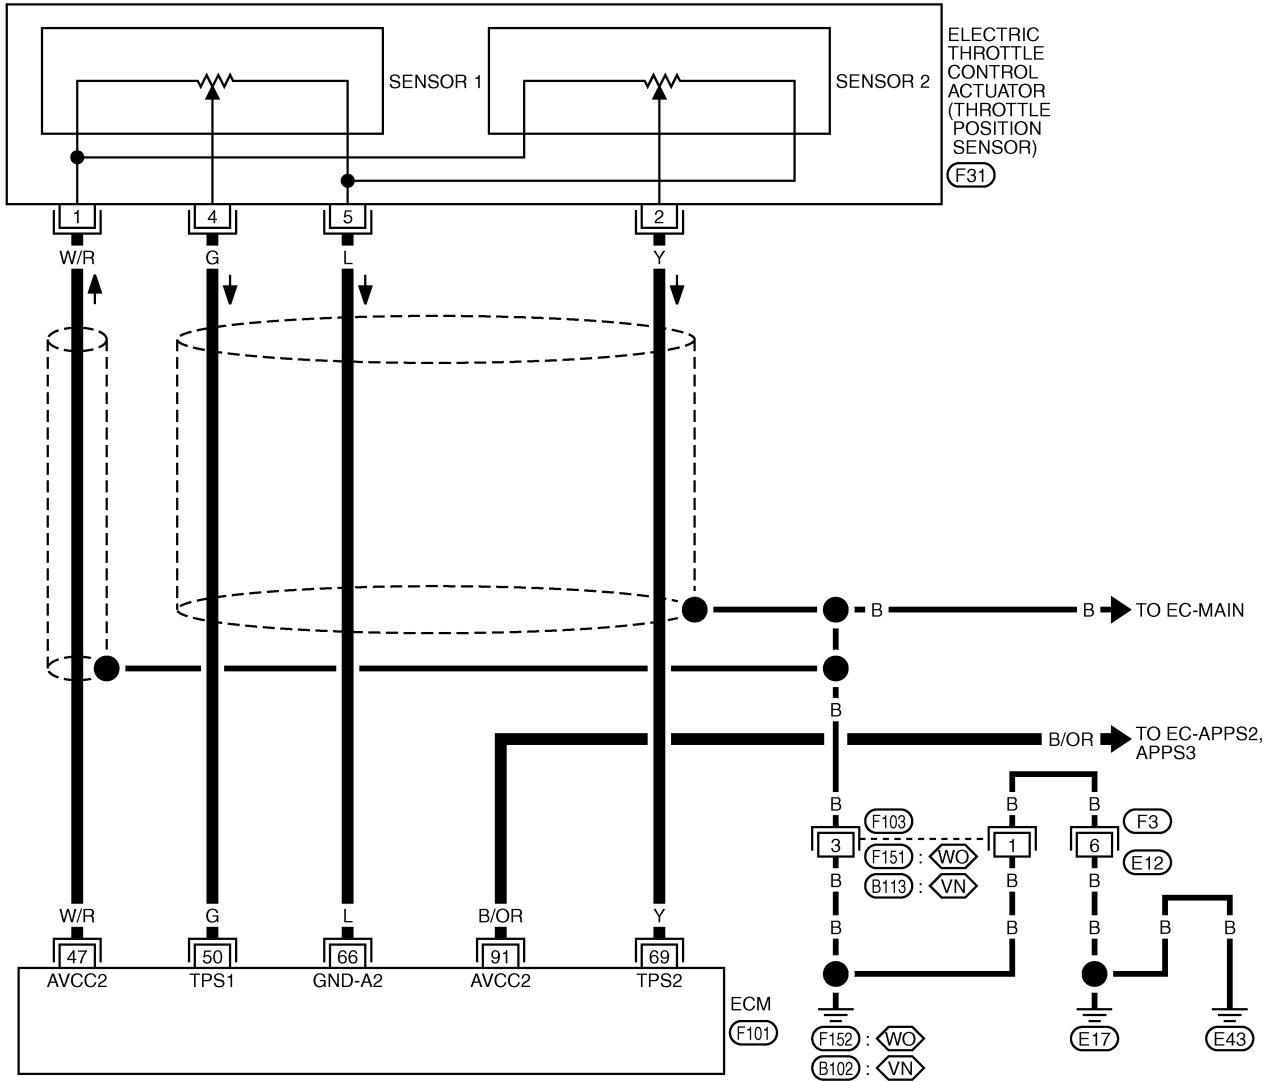 ELECTRIC
THROTTLE
CONTROL
ACTUATOR
(THROTTLE
POSITION
SENSOR)
SENSOR 1
SENSOR 2
F31
1 4 5 2
W/R G L Y
B B TO EC-MAIN
B
B/OR TO EC-APPS2,
APPS3
B B B
F103 F3
3 1 6
F151 : WO E12
B113 : VN
B B B
W/R G L B/OR Y
B B B B B
47 50 66 91 69
AVCC2 TPS1 GND-A2 AVCC2 TPS2
ECM
F101
F152 : WO E17 E43
B102 : VN